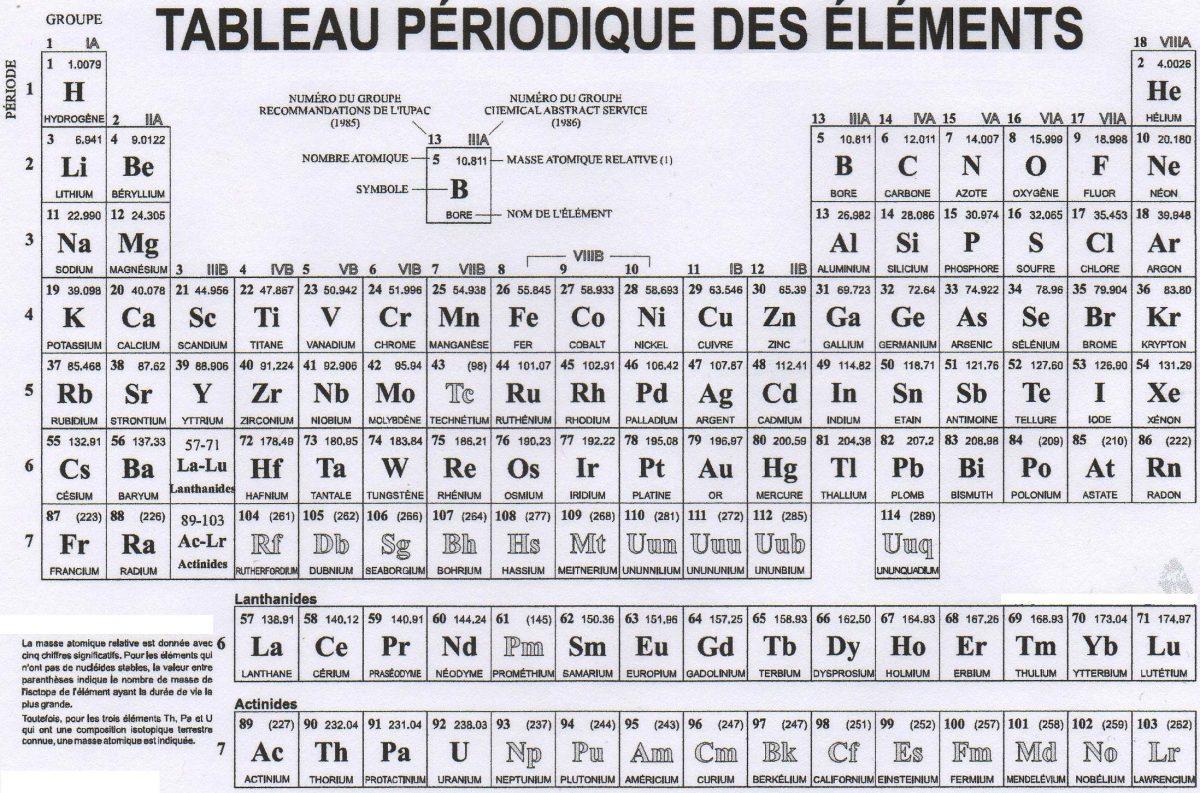 TABLEAU PÉRIODIQUE DES ÉLÉMENTS
GROUPE
PÉRIODE
1 IA
18 VIIIA
1
1 1.0079
H
HYDROGÈNE
2 4.0026
He
HÉLIUM
NUMÉRO DU GROUPE
RECOMMANDATIONS DE L'IUPAC
(1985)
NUMÉRO DU GROUPE
CHEMICAL ABSTRACT SERVICE
(1986)
13 IIIA
NOMBRE ATOMIQUE
5 10.811
MASSE ATOMIQUE RELATIVE (1)
SYMBOLE
B
BORE
NOM DE L'ÉLÉMENT
2 IIA
13 IIIA 14 IVA 15 VA 16 VIA 17 VIIA
2
3 6.941 4 9.0122 5 10.811 6 12.011 7 14.007 8 15.999 9 18.998 10 20.180
Li Be B C N O F Ne
LITHIUM BÉRYLLIUM BORE CARBONE AZOTE OXYGÈNE FLUOR NÉON
3
11 22.990 12 24.305 13 26.982 14 28.086 15 30.974 16 32.065 17 35.453 18 39.948
Na Mg Al Si P S Cl Ar
SODIUM MAGNÉSIUM ALUMINIUM SILICIUM PHOSPHORE SOUFRE CHLORE ARGON
VIIIB
3 IIIB 4 IVB 5 VB 6 VIB 7 VIIB 8 9 10 11 IB 12 IIB
4
19 39.098 20 40.078 21 44.956 22 47.867 23 50.942 24 51.996 25 54.938 26 55.845 27 58.933 28 58.693 29 63.546 30 65.39 31 69.723 32 72.64 33 74.922 34 78.96 35 79.904 36 83.80
K Ca Sc Ti V Cr Mn Fe Co Ni Cu Zn Ga Ge As Se Br Kr
POTASSIUM CALCIUM SCANDIUM TITANE VANADIUM CHROME MANGANÈSE FER COBALT NICKEL CUIVRE ZINC GALLIUM GERMANIUM ARSENIC SÉLÉNIUM BROME KRYPTON
5
37 85.468 38 87.62 39 88.906 40 91.224 41 92.906 42 95.94 43 (98) 44 101.07 45 102.91 46 106.42 47 107.87 48 112.41 49 114.82 50 118.71 51 121.76 52 127.60 53 126.90 54 131.29
Rb Sr Y Zr Nb Mo Tc Ru Rh Pd Ag Cd In Sn Sb Te I Xe
RUBIDIUM STRONTIUM YTTRIUM ZIRCONIUM NIOBIUM MOLYBDÈNE TECHNÉTIUM RUTHÉNIUM RHODIUM PALLADIUM ARGENT CADMIUM INDIUM ETAIN ANTIMOINE TELLURE IODE XÉNON
6
55 132.91 56 137.33 57-71 72 178.49 73 180.95 74 183.84 75 186.21 76 190.23 77 192.22 78 195.08 79 196.97 80 200.59 81 204.38 82 207.2 83 208.98 84 (209) 85 (210) 86 (222)
Cs Ba La-Lu Hf Ta W Re Os Ir Pt Au Hg Tl Pb Bi Po At Rn
CÉSIUM BARYUM Lanthanides HAFNIUM TANTALE TUNGSTÈNE RHÉNIUM OSMIUM IRIDIUM PLATINE OR MERCURE THALLIUM PLOMB BISMUTH POLONIUM ASTATE RADON
7
87 (223) 88 (226) 89-103 104 (261) 105 (262) 106 (266) 107 (264) 108 (277) 109 (268) 110 (281) 111 (272) 112 (285) 114 (289)
Fr Ra Ac-Lr Rf Db Sg Bh Hs Mt Uun Uuu Uub Uuq
FRANCIUM RADIUM Actinides RUTHERFORDIUM DUBNIUM SEABORGIUM BOHRIUM HASSIUM MEITNERIUM UNUNNILIUM UNUNUNIUM UNUNBIUM UNUNQUADIUM
Lanthanides
6
57 138.91 58 140.12 59 140.91 60 144.24 61 (145) 62 150.36 63 151.96 64 157.25 65 158.93 66 162.50 67 164.93 68 167.26 69 168.93 70 173.04 71 174.97
La Ce Pr Nd Pm Sm Eu Gd Tb Dy Ho Er Tm Yb Lu
LANTHANE CÉRIUM PRASÉODYME NÉODYME PROMÉTHIUM SAMARIUM EUROPIUM GADOLINIUM TERBIUM DYSPROSIUM HOLMIUM ERBIUM THULIUM YTTERBIUM LUTÉTIUM
La masse atomique relative est donnée avec
cinq chiffres significatifs. Pour les éléments qui
n'ont pas de nucléides stables, la valeur entre
parenthèses indique le nombre de masse de
l'isotope de l'élément ayant la durée de vie la
plus grande.
Toutefois, pour les trois éléments Th, Pa et U
qui ont une composition isotopique terrestre
connue, une masse atomique est indiquée.
Actinides
7
89 (227) 90 232.04 91 231.04 92 238.03 93 (237) 94 (244) 95 (243) 96 (247) 97 (247) 98 (251) 99 (252) 100 (257) 101 (258) 102 (259) 103 (262)
Ac Th Pa U Np Pu Am Cm Bk Cf Es Fm Md No Lr
ACTINIUM THORIUM PROTACTINIUM URANIUM NEPTUNIUM PLUTONIUM AMÉRICIUM CURIUM BERKÉLIUM CALIFORNIUM EINSTEINIUM FERMIUM MENDELÉVIUM NOBÉLIUM LAWRENCIUM